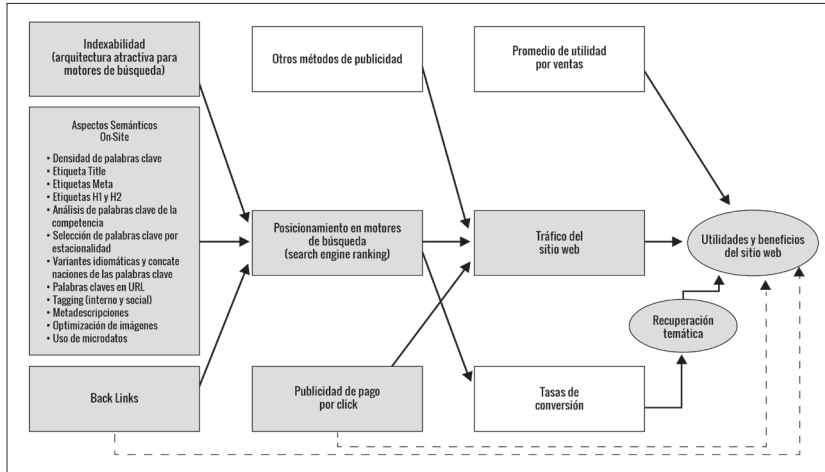 Indexabilidad
(arquitectura atractiva para
motores de búsqueda)
Otros métodos de publicidad
Promedio de utilidad
por ventas
Aspectos Semánticos
On-Site
• Densidad de palabras clave
• Etiqueta Title
• Etiquetas Meta
• Etiquetas H1 y H2
• Análisis de palabras clave de la
competencia
• Selección de palabras clave por
estacionalidad
• Variantes idiomáticas y concate
naciones de las palabras clave
• Palabras claves en URL
• Tagging (interno y social)
• Metadescripciones
• Optimización de imágenes
• Uso de microdatos
Posicionamiento en motores
de búsqueda
(search engine ranking)
Tráfico del
sitio web
Utilidades y beneficios
del sitio web
Recuperación
temática
Back Links
Publicidad de pago
por click
Tasas de
conversión